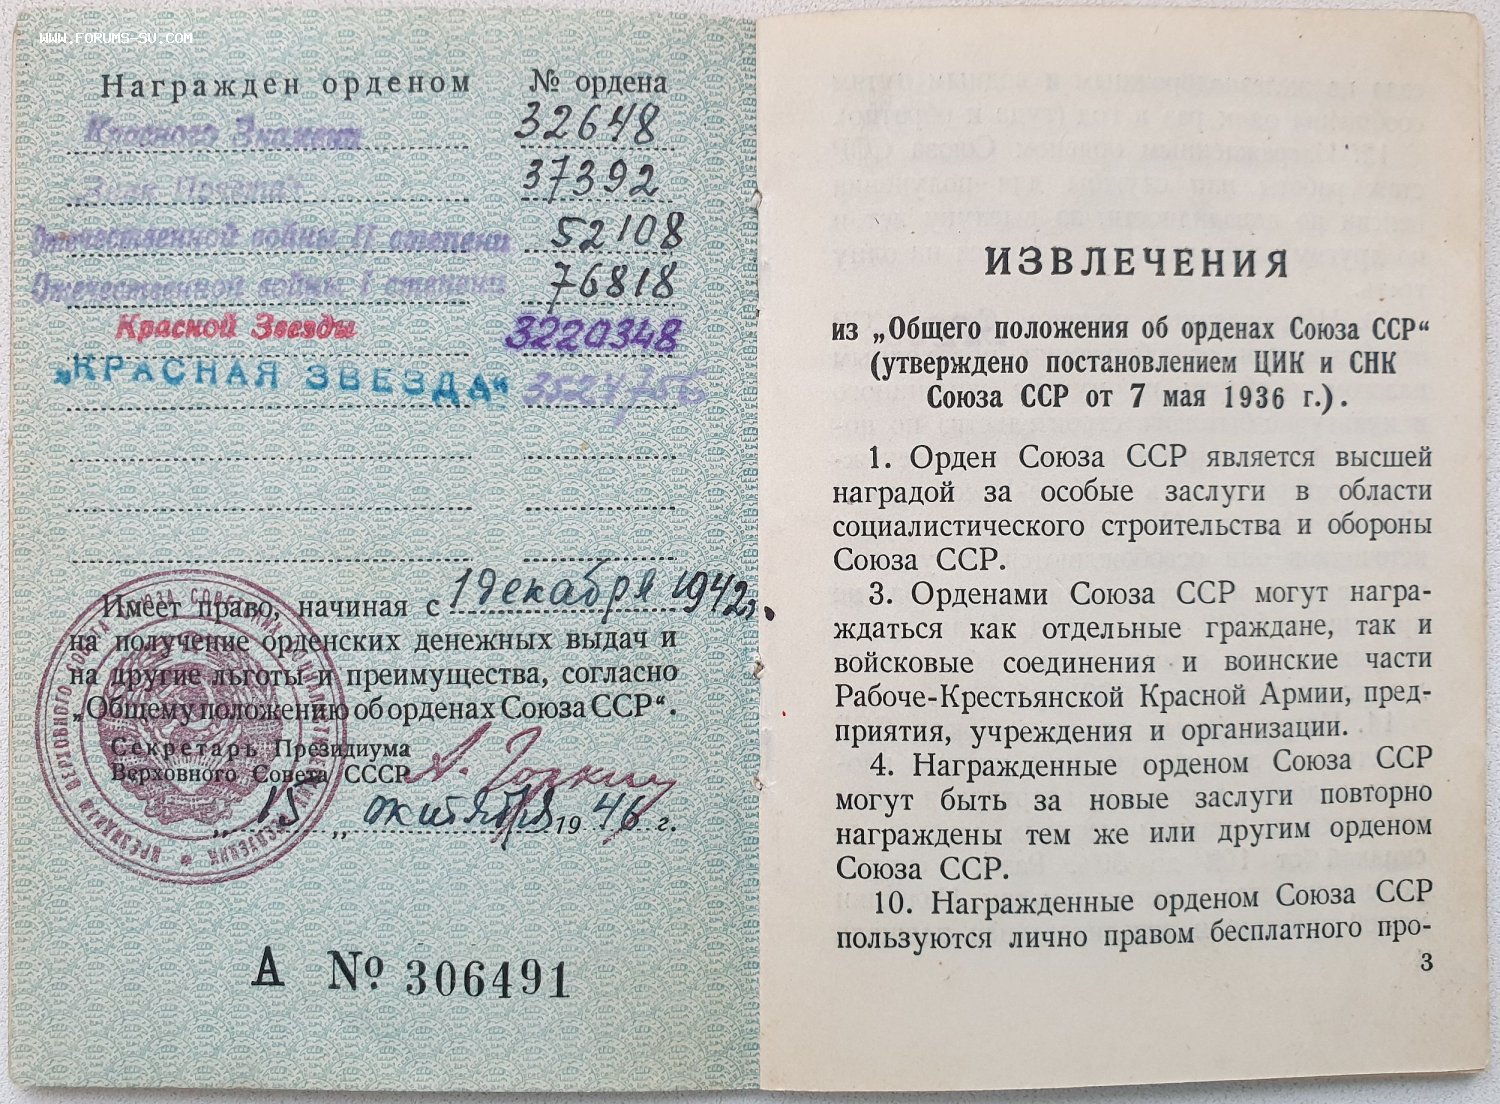 WWW.FORUMS-SU.COM
Награжден орденом № ордена
Красного Знамени 32648
„Знак Почета“ 37392
Отечественной войны II степени 52108
Отечественной войны I степени 76818
Красной Звезды 3220348
„КРАСНАЯ ЗВЕЗДА“
Имеет право, начиная с 1 декабря 1942 г.
на получение орденских денежных выдач и
на другие льготы и преимущества, согласно
„Общему положению об орденах Союза ССР“.
Секретарь Президиума
Верховного Совета СССР А. Горкин
„15„ октября 1946 г.
А № 306491
ИЗВЛЕЧЕНИЯ
из „Общего положения об орденах Союза ССР“
(утверждено постановлением ЦИК и СНК
Союза ССР от 7 мая 1936 г.).
1. Орден Союза ССР является высшей
наградой за особые заслуги в области
социалистического строительства и обороны
Союза ССР.
3. Орденами Союза ССР могут награ-
ждаться как отдельные граждане, так и
войсковые соединения и воинские части
Рабоче-Крестьянской Красной Армии, пред-
приятия, учреждения и организации.
4. Награжденные орденом Союза ССР
могут быть за новые заслуги повторно
награждены тем же или другим орденом
Союза ССР.
10. Награжденные орденом Союза ССР
пользуются лично правом бесплатного про-
3